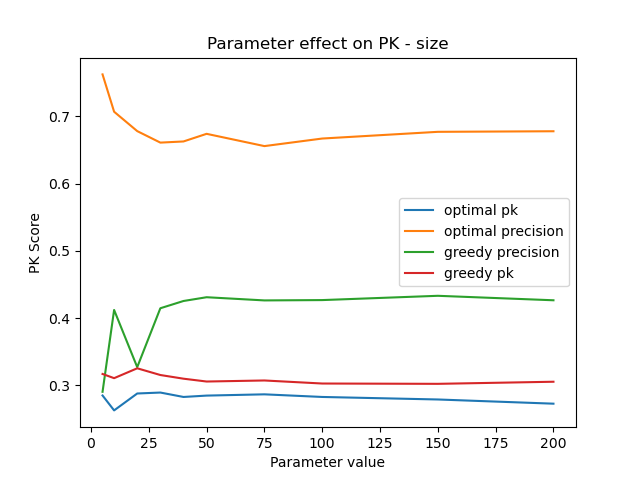 Parameter effect on PK - size
PK Score
0.7
0.6
0.5
0.4
0.3
optimal pk
optimal precision
greedy precision
greedy pk
0 25 50 75 100 125 150 175 200
Parameter value